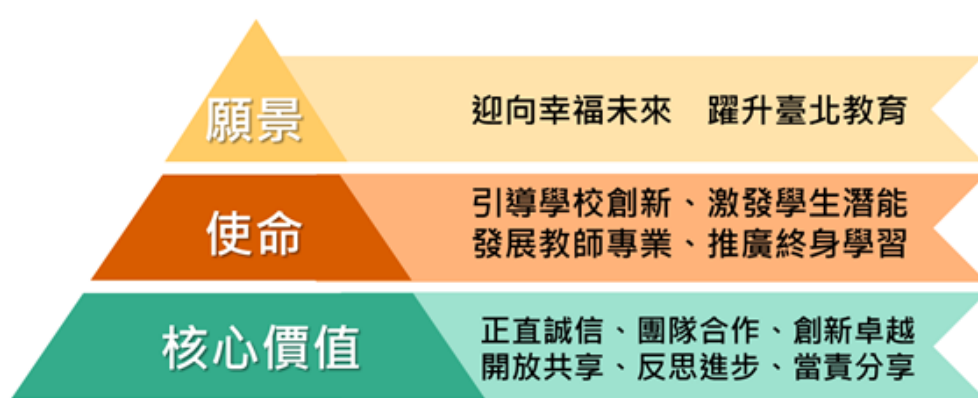 願景
迎向幸福未來 躍升臺北教育
使命
引導學校創新、激發學生潛能
發展教師專業、推廣終身學習
核心價值
正直誠信、團隊合作、創新卓越
開放共享、反思進步、當責分享